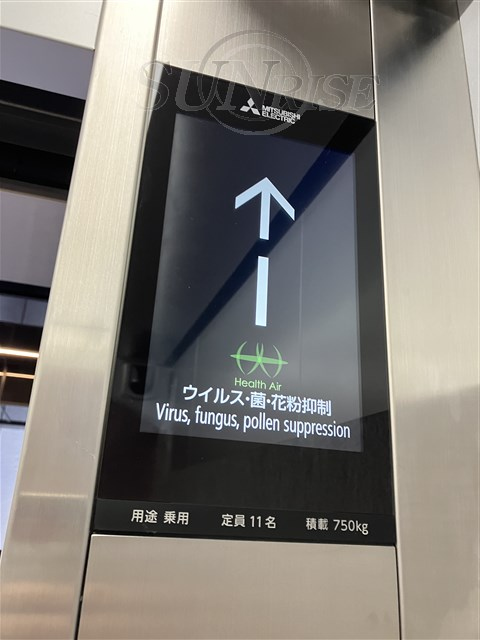 SUNRISE
MITSUBISHI
ELECTRIC
Health Air
ウイルス・菌・花粉抑制
Virus, fungus, pollen suppression
用途 乗用 定員 11名 積載 750kg